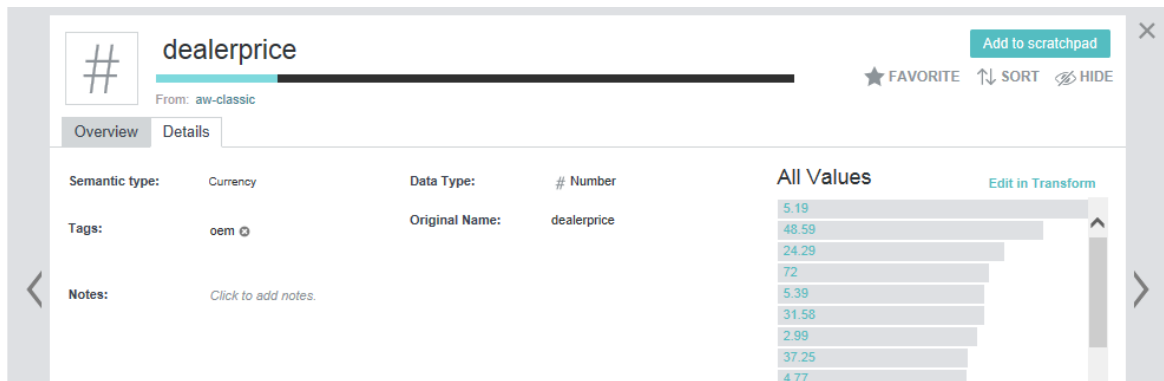 #
dealerprice
Add to scratchpad
FAVORITE SORT HIDE
From: aw-classic
Overview Details
Semantic type: Currency
Data Type: # Number
Tags: oem
Original Name: dealerprice
Notes: Click to add notes.
All Values Edit in Transform
5.19
48.59
24.29
72
5.39
31.58
2.99
37.25
4.77